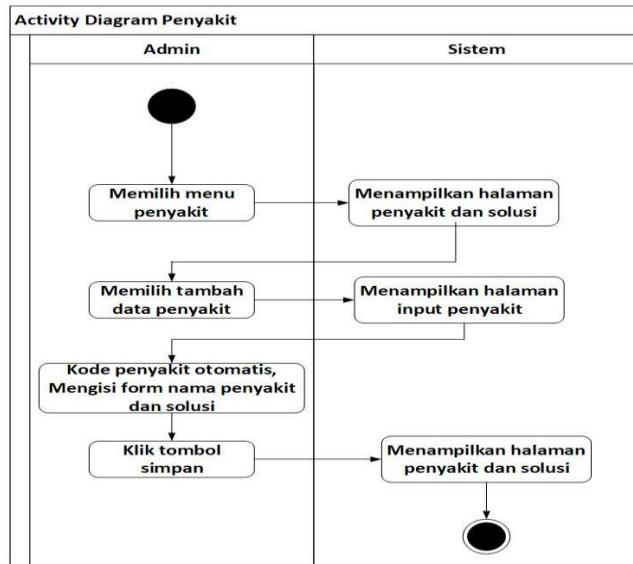 Activity Diagram Penyakit
Admin
Sistem
Memilih menu
penyakit
Menampilkan halaman
penyakit dan solusi
Memilih tambah
data penyakit
Menampilkan halaman
input penyakit
Kode penyakit otomatis,
Mengisi form nama penyakit
dan solusi
Klik tombol
simpan
Menampilkan halaman
penyakit dan solusi